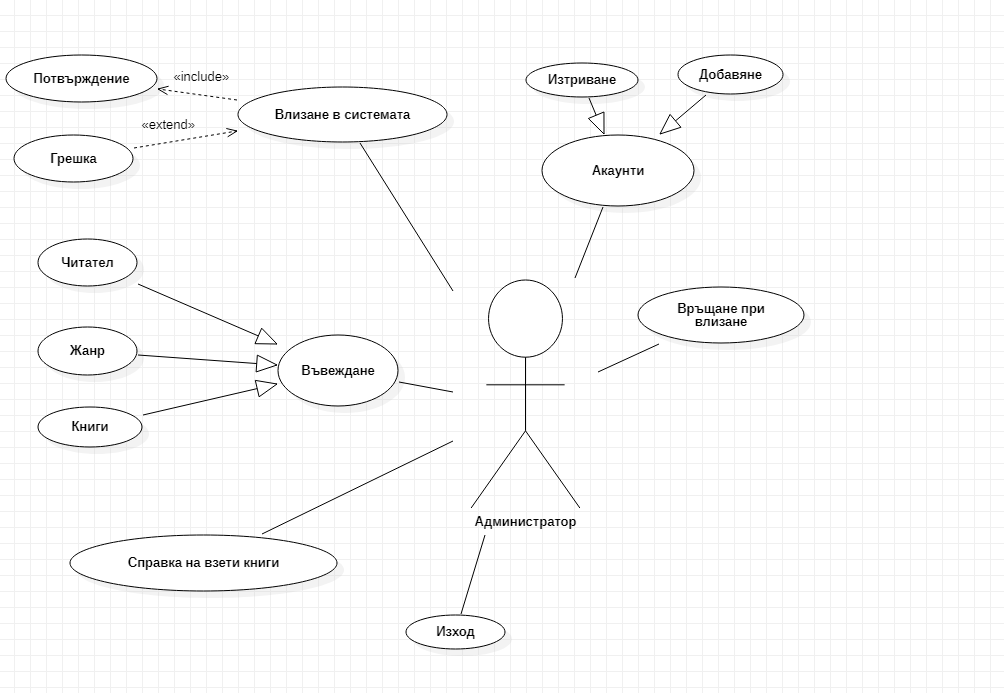 Потвърждение
«include»
Влизане в системата
«extend»
Грешка
Изтриване
Добавяне
Акаунти
Читател
Жанр
Книги
Въвеждане
Връщане при
влизане
Администратор
Справка на взети книги
Изход